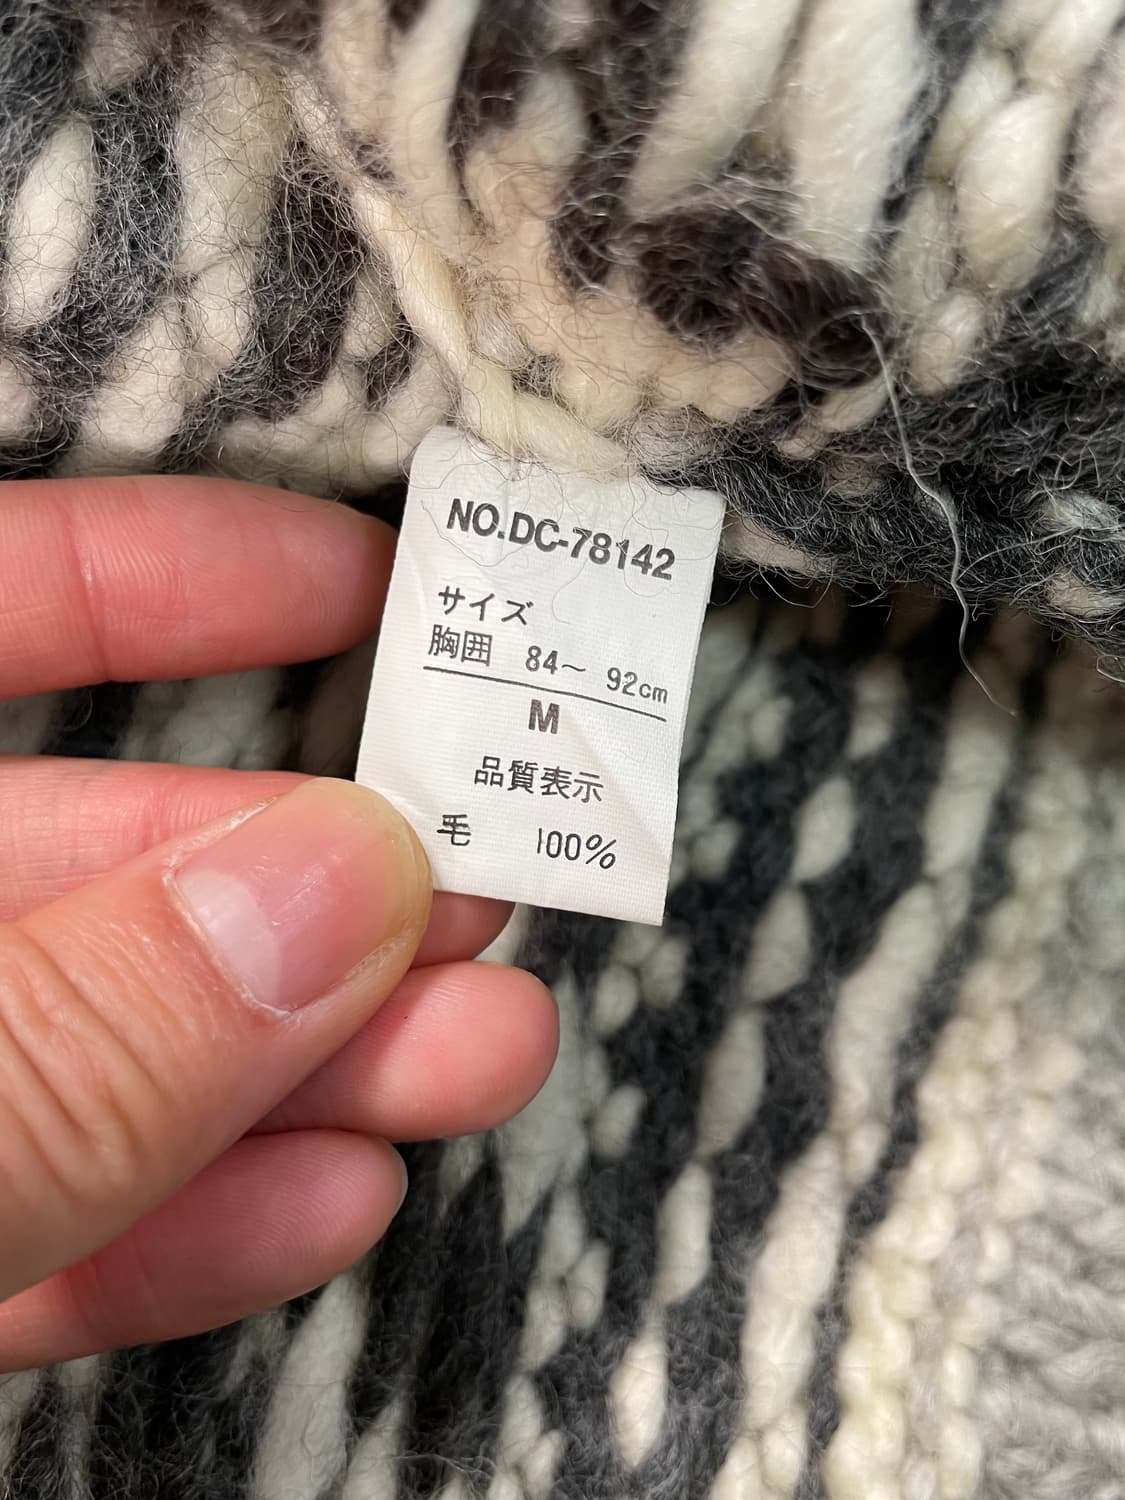 NO.DC-78142
サイズ
胸囲 84～ 92cm
M
品質表示
毛 100%